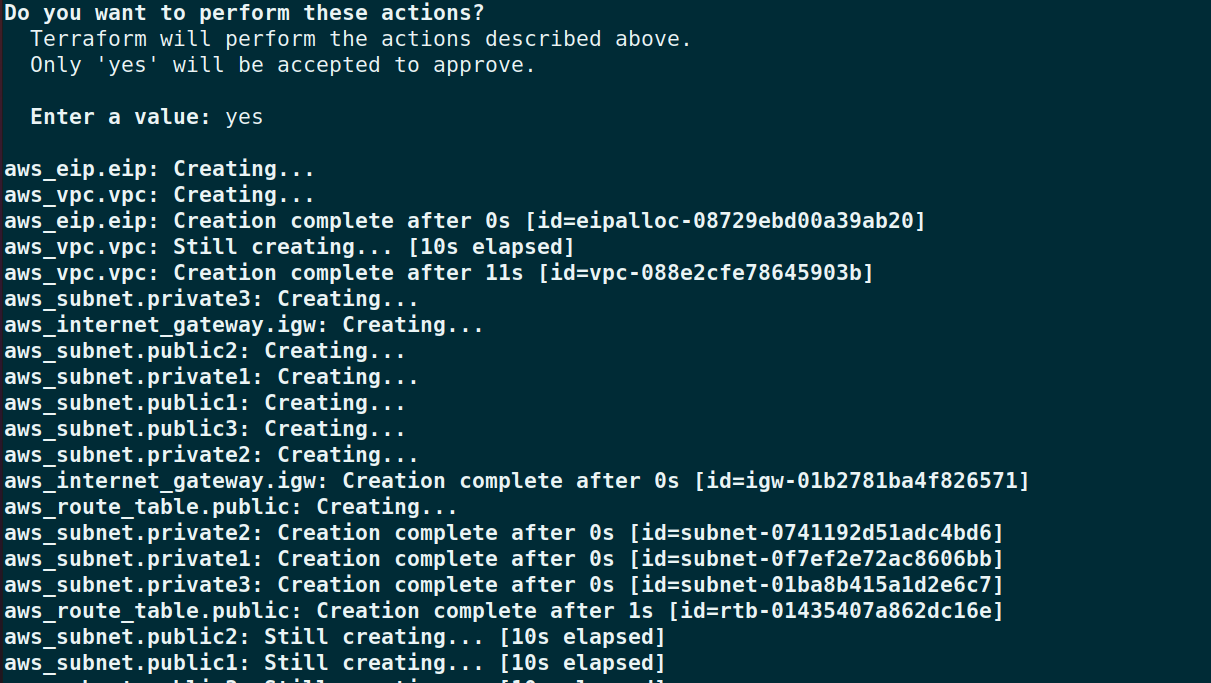 Do you want to perform these actions?
Terraform will perform the actions described above.
Only 'yes' will be accepted to approve.
Enter a value: yes
aws_eip.eip: Creating...
aws_vpc.vpc: Creating...
aws_eip.eip: Creation complete after 0s [id=eipalloc-08729ebd00a39ab20]
aws_vpc.vpc: Still creating... [10s elapsed]
aws_vpc.vpc: Creation complete after 11s [id=vpc-088e2cfe78645903b]
aws_subnet.private3: Creating...
aws_internet_gateway.igw: Creating...
aws_subnet.public2: Creating...
aws_subnet.private1: Creating...
aws_subnet.public1: Creating...
aws_subnet.public3: Creating...
aws_subnet.private2: Creating...
aws_internet_gateway.igw: Creation complete after 0s [id=igw-01b2781ba4f826571]
aws_route_table.public: Creating...
aws_subnet.private2: Creation complete after 0s [id=subnet-0741192d51adc4bd6]
aws_subnet.private1: Creation complete after 0s [id=subnet-0f7ef2e72ac8606bb]
aws_subnet.private3: Creation complete after 0s [id=subnet-01ba8b415a1d2e6c7]
aws_route_table.public: Creation complete after 1s [id=rtb-01435407a862dc16e]
aws_subnet.public2: Still creating... [10s elapsed]
aws_subnet.public1: Still creating... [10s elapsed]